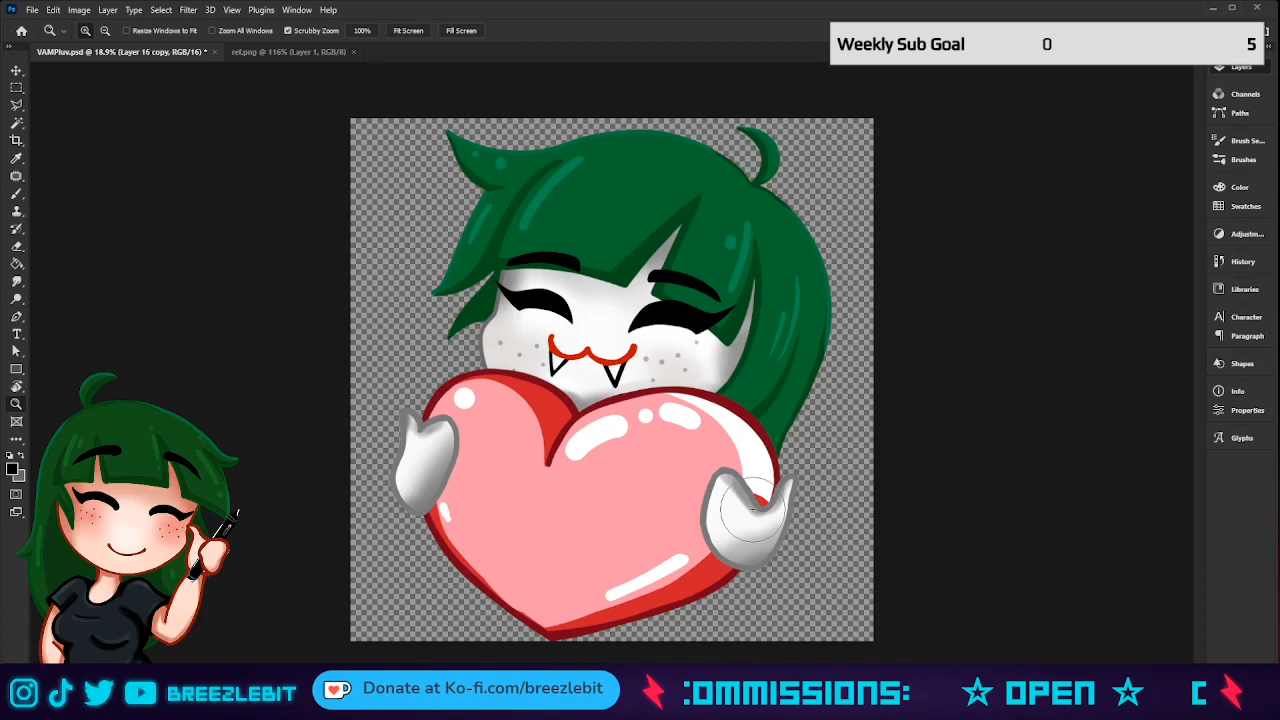 File Edit Image Layer Type Select Filter 3D View Plugins Window Help
Resize Windows to Fit Zoom All Windows Scrubby Zoom 100% Fit Screen Fill Screen
VAMPluv.psd @ 18.9% (Layer 16 copy, RGB/16) * × ref.png @ 116% (Layer 1, RGB/8) ×
Weekly Sub Goal 0 5
Layers
Channels
Paths
Brush Se...
Brushes
Color
Swatches
Adjustm...
History
Libraries
Character
Paragraph
Shapes
Info
Properties
Glyphs
BREEZLEBIT Donate at Ko-fi.com/breezlebit :OMMISSIONS: ☆ OPEN ☆ C